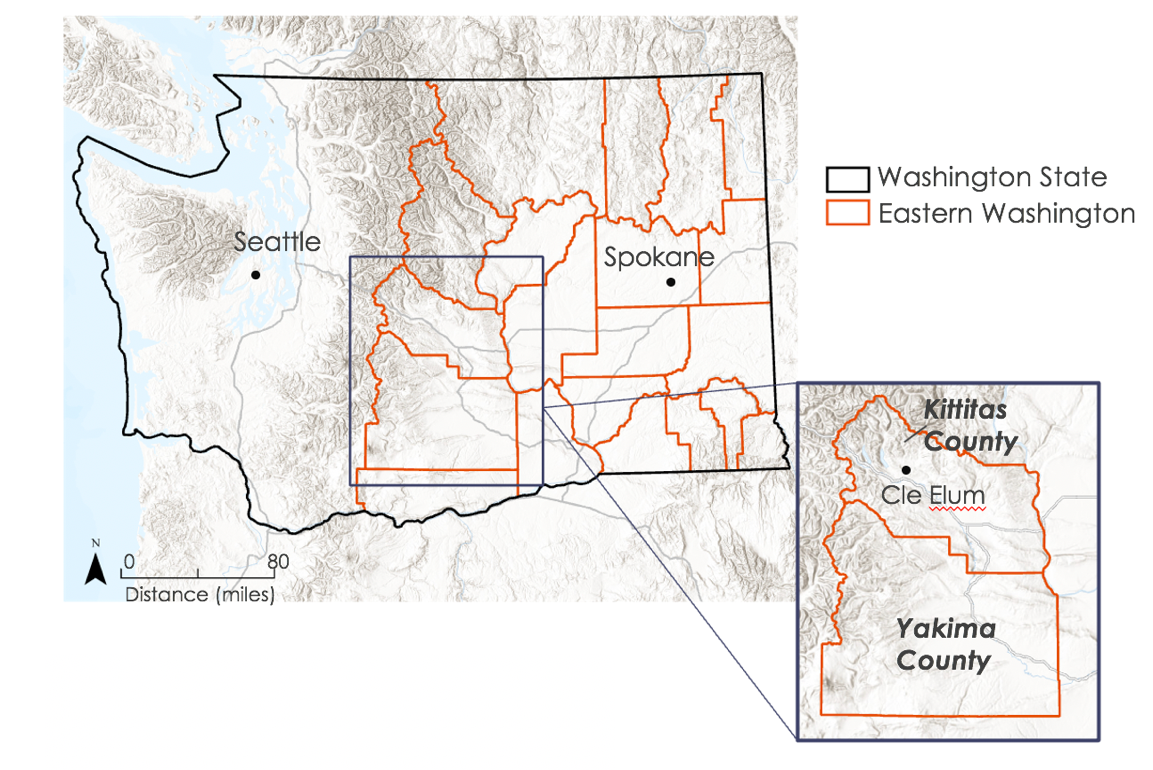 Washington State
Eastern Washington
Seattle
Spokane
Kittitas
County
Cle Elum
Yakima
County
N
0 80
Distance (miles)